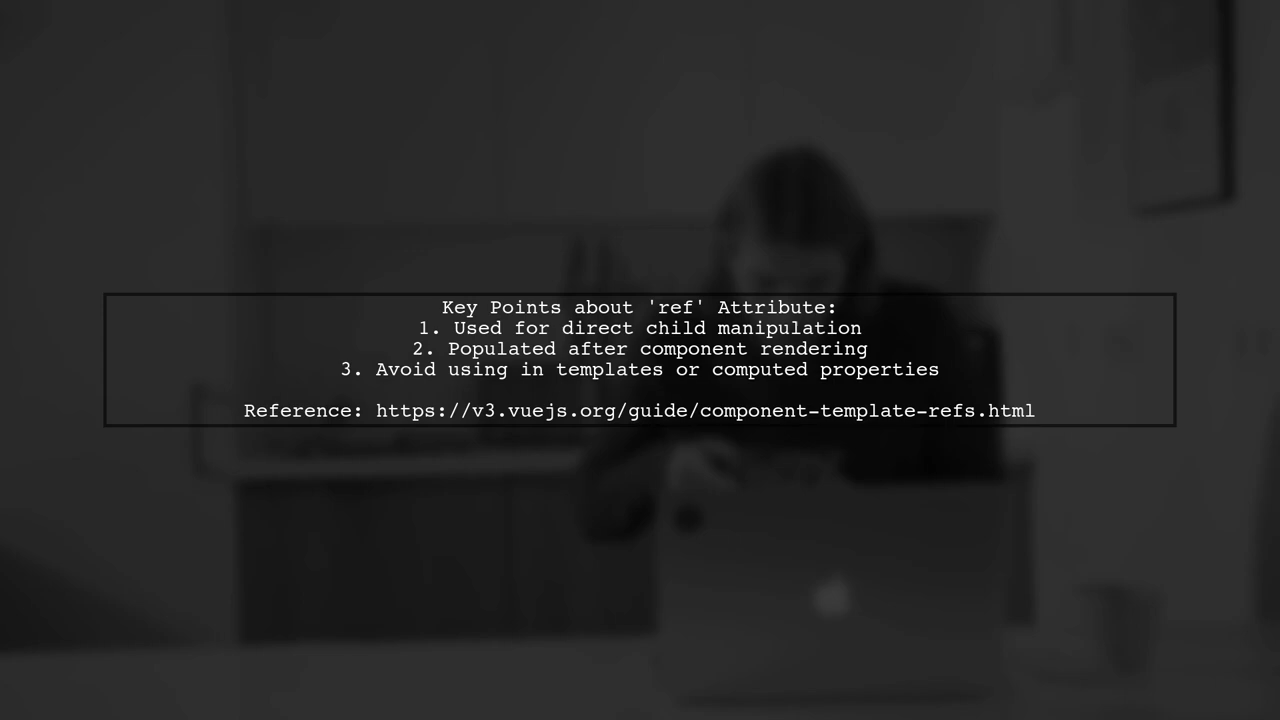 Key Points about 'ref' Attribute:
1. Used for direct child manipulation
2. Populated after component rendering
3. Avoid using in templates or computed properties
Reference: https://v3.vuejs.org/guide/component-template-refs.html